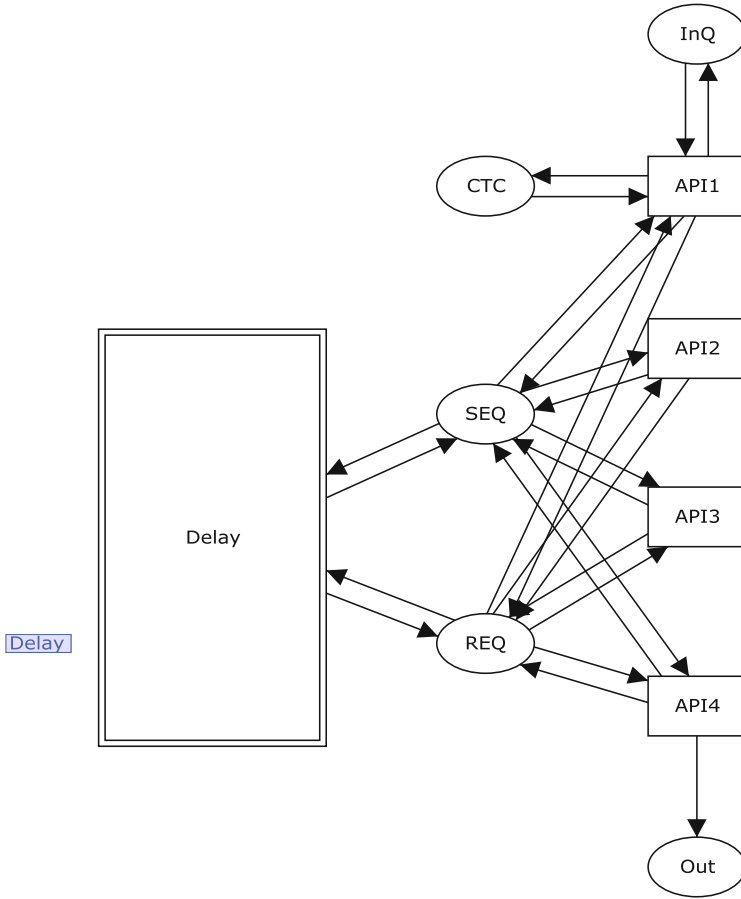 InQ
CTC
API1
API2
SEQ
API3
Delay
Delay
REQ
API4
Out